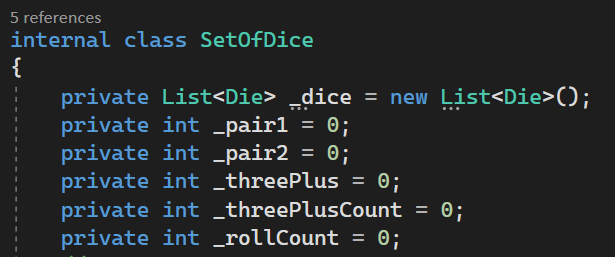 5 references
internal class SetOfDice
{
private List<Die> _dice = new List<Die>();
private int _pair1 = 0;
private int _pair2 = 0;
private int _threePlus = 0;
private int _threePlusCount = 0;
private int _rollCount = 0;